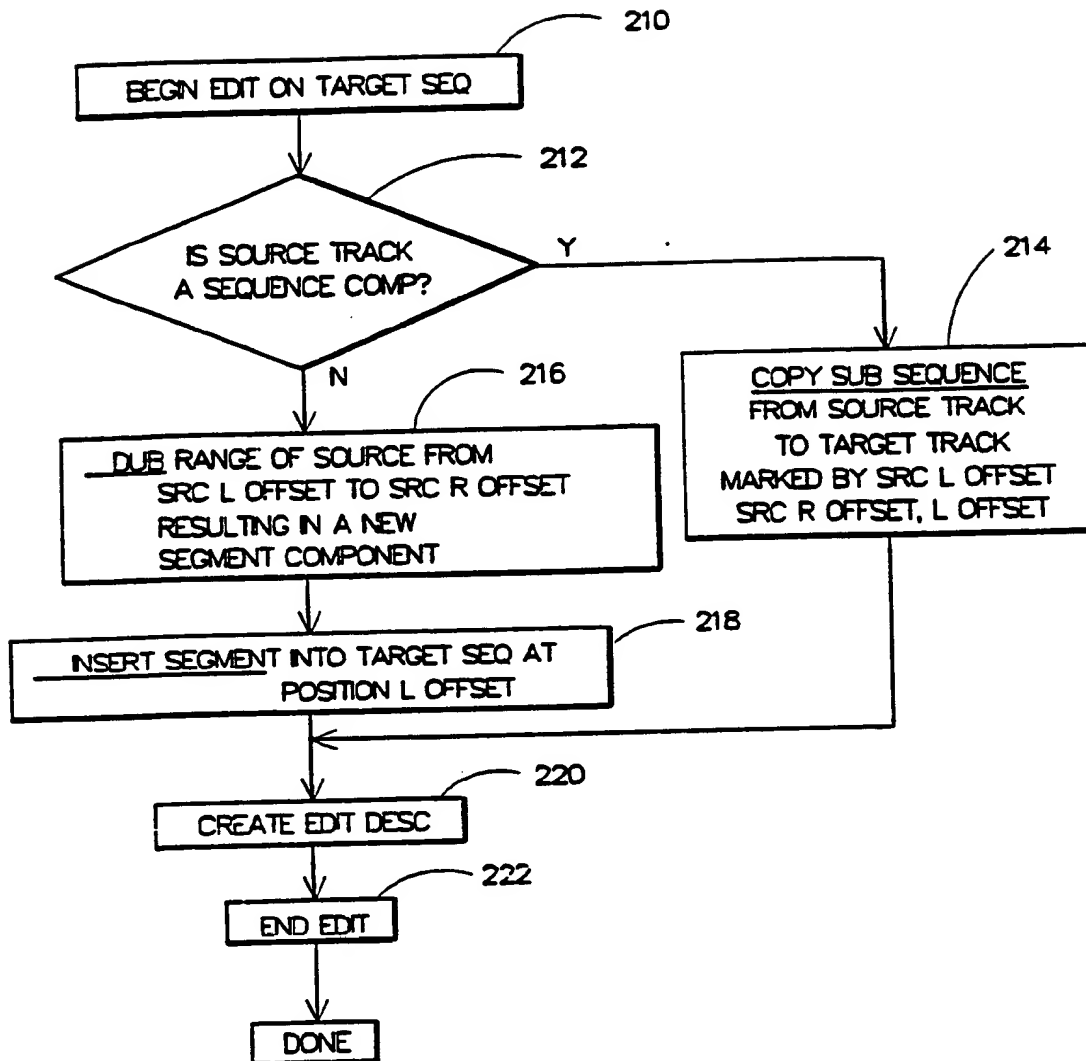 210
BEGIN EDIT ON TARGET SEQ
212
IS SOURCE TRACK
A SEQUENCE COMP?
Y
N
214
COPY SUB SEQUENCE
FROM SOURCE TRACK
TO TARGET TRACK
MARKED BY SRC L OFFSET
SRC R OFFSET, L OFFSET
216
DUB RANGE OF SOURCE FROM
SRC L OFFSET TO SRC R OFFSET
RESULTING IN A NEW
SEGMENT COMPONENT
218
INSERT SEGMENT INTO TARGET SEQ AT
POSITION L OFFSET
220
CREATE EDIT DESC
222
END EDIT
DONE